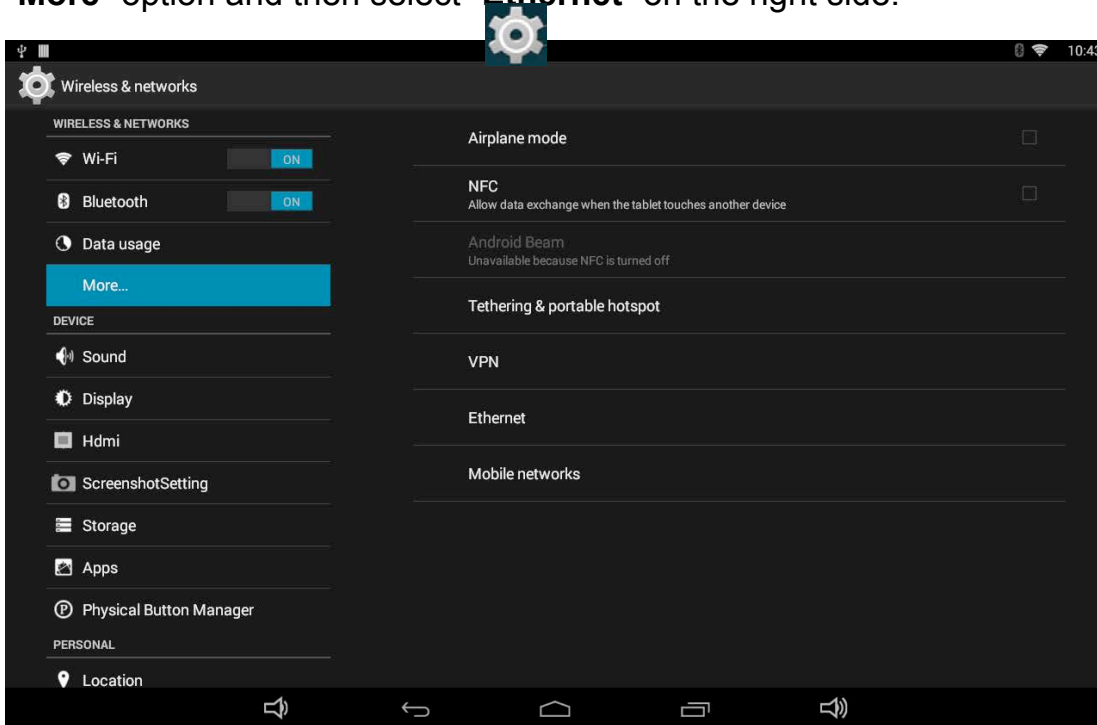 More" option and then select "Ethernet" on the right side.
10:43
Wireless & networks
WIRELESS & NETWORKS
Wi-Fi ON
Bluetooth ON
Data usage
More...
DEVICE
Sound
Display
Hdmi
ScreenshotSetting
Storage
Apps
Physical Button Manager
PERSONAL
Location
Airplane mode
NFC
Allow data exchange when the tablet touches another device
Android Beam
Unavailable because NFC is turned off
Tethering & portable hotspot
VPN
Ethernet
Mobile networks